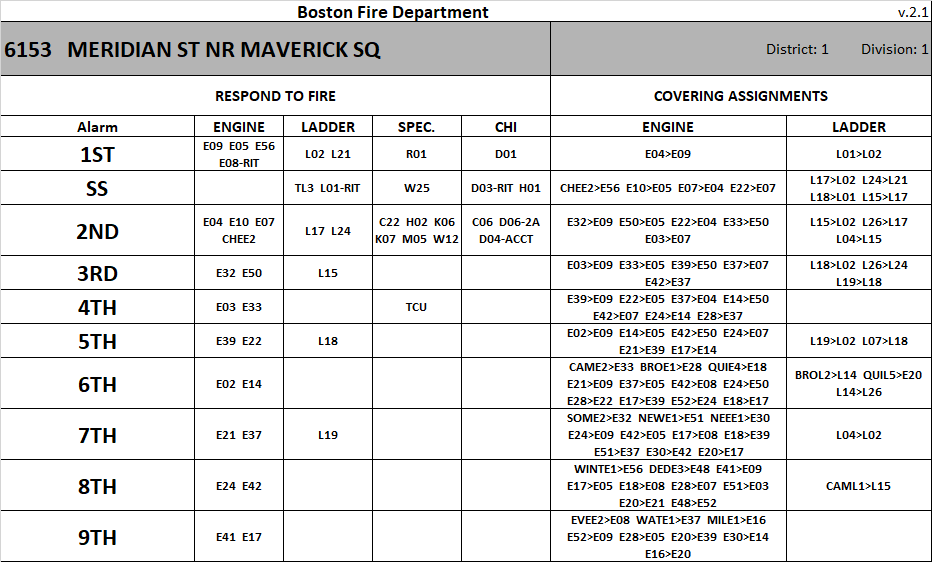 Boston Fire Department v.2.1
6153 MERIDIAN ST NR MAVERICK SQ District: 1 Division: 1
RESPOND TO FIRE COVERING ASSIGNMENTS
Alarm ENGINE LADDER SPEC. CHI ENGINE LADDER
1ST
E09 E05 E56
E08-RIT
L02 L21
R01
D01
E04>E09
L01>L02
SS
TL3 L01-RIT
W25
D03-RIT H01
CHEE2>E56 E10>E05 E07>E04 E22>E07
L17>L02 L24>L21
L18>L01 L15>L17
2ND
E04 E10 E07
CHEE2
L17 L24
C22 H02 K06
K07 M05 W12
C06 D06-2A
D04-ACCT
E32>E09 E50>E05 E22>E04 E33>E50
E03>E07
L15>L02 L26>L17
L04>L15
3RD
E32 E50
L15
E03>E09 E33>E05 E39>E50 E37>E07
E42>E37
L18>L02 L26>L24
L19>L18
4TH
E03 E33
TCU
E39>E09 E22>E05 E37>E04 E14>E50
E42>E07 E24>E14 E28>E37
5TH
E39 E22
L18
E02>E09 E14>E05 E42>E50 E24>E07
E21>E39 E17>E14
L19>L02 L07>L18
6TH
E02 E14
CAME2>E33 BROE1>E28 QUIE4>E18
E21>E09 E37>E05 E42>E08 E24>E50
E28>E22 E17>E39 E52>E24 E18>E17
BROL2>L14 QUIL5>E20
L14>L26
7TH
E21 E37
L19
SOME2>E32 NEWE1>E51 NEEE1>E30
E24>E09 E42>E05 E17>E08 E18>E39
E51>E37 E30>E42 E20>E17
L04>L02
8TH
E24 E42
WINTE1>E56 DEDE3>E48 E41>E09
E17>E05 E18>E08 E28>E07 E51>E03
E20>E21 E48>E52
CAML1>L15
9TH
E41 E17
EVEE2>E08 WATE1>E37 MILE1>E16
E52>E09 E28>E05 E20>E39 E30>E14
E16>E20